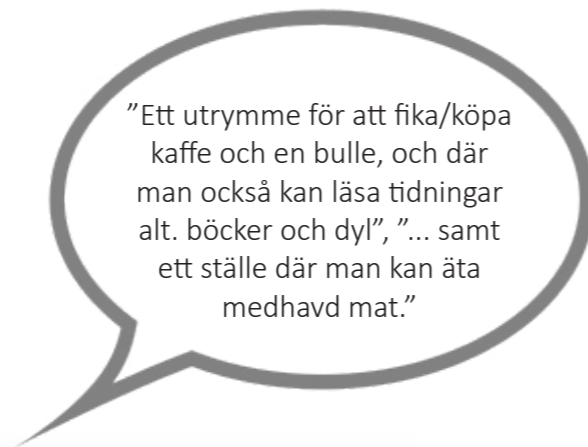 ”Ett utrymme för att fika/köpa
kaffe och en bulle, och där
man också kan läsa tidningar
alt. böcker och dyl”, ”... samt
ett ställe där man kan äta
medhavd mat.”